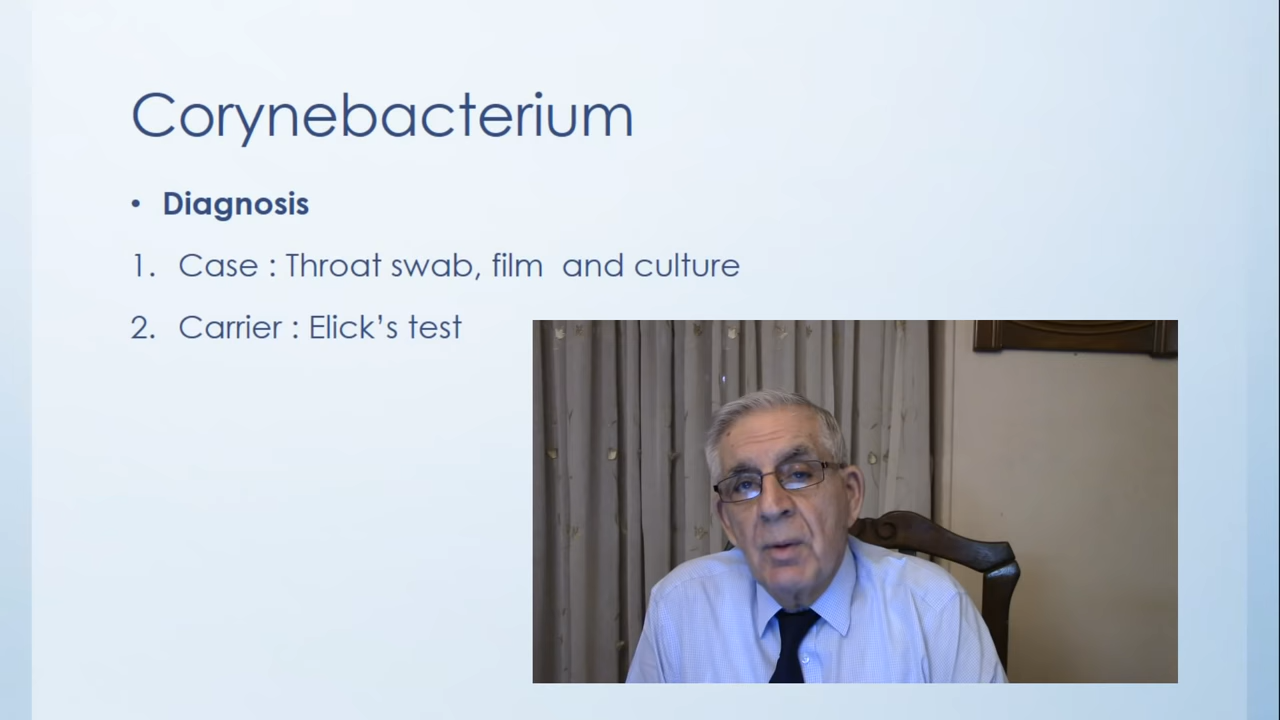 Corynebacterium
• Diagnosis
1. Case : Throat swab, film and culture
2. Carrier : Elick’s test